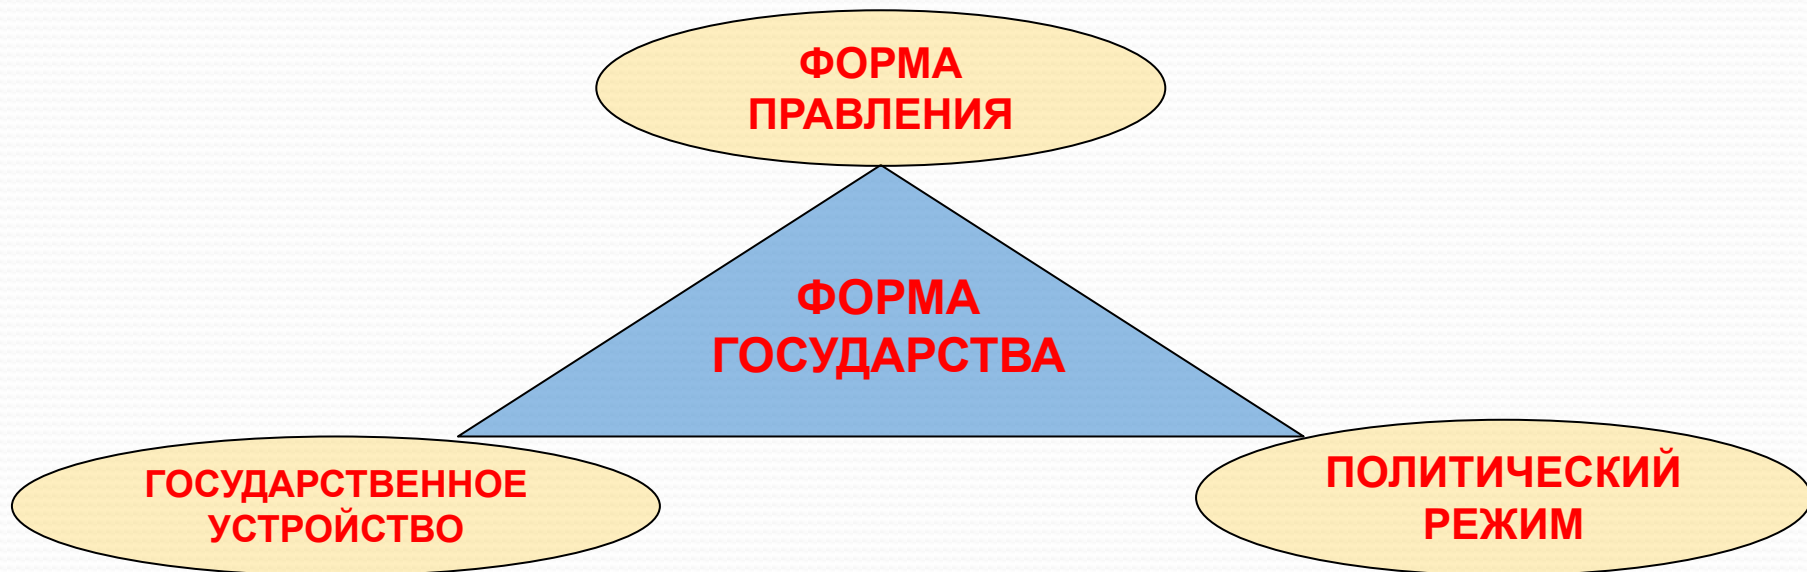 ФОРМА
ПРАВЛЕНИЯ
ФОРМА
ГОСУДАРСТВА
ГОСУДАРСТВЕННОЕ
УСТРОЙСТВО
ПОЛИТИЧЕСКИЙ
РЕЖИМ